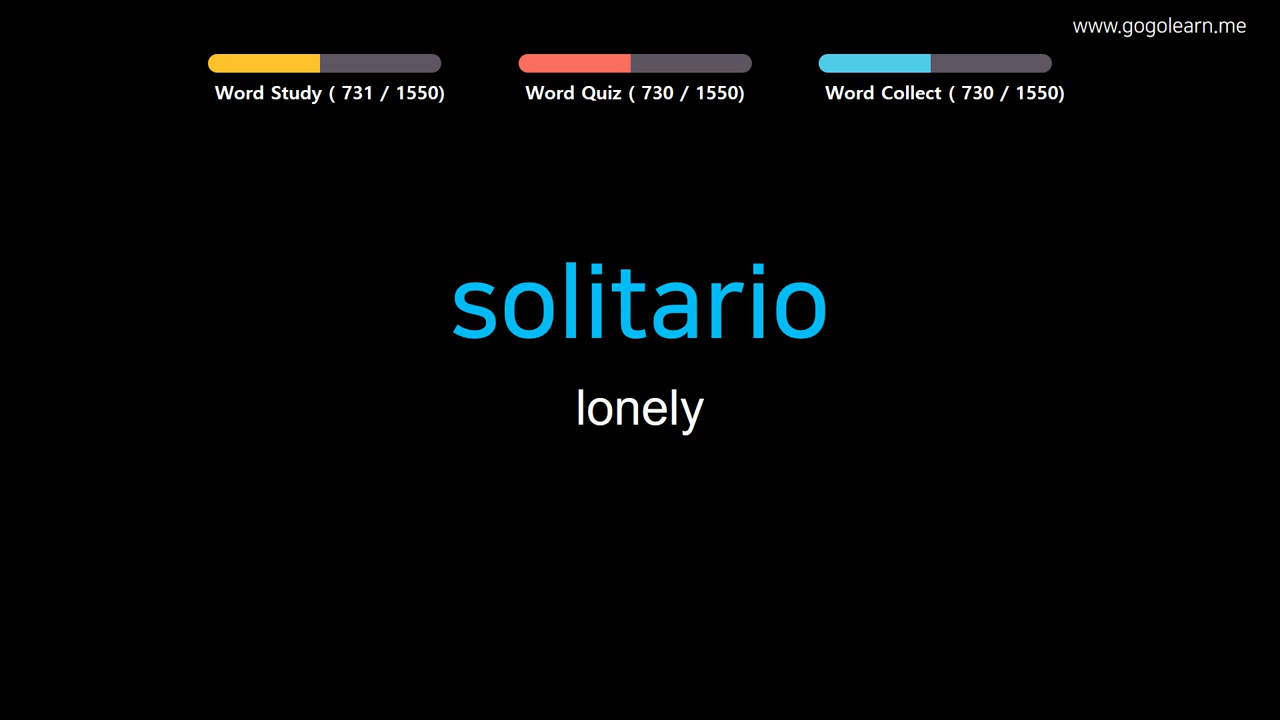 www.gogolearn.me
Word Study ( 731 / 1550)
Word Quiz ( 730 / 1550)
Word Collect ( 730 / 1550)
solitario
lonely